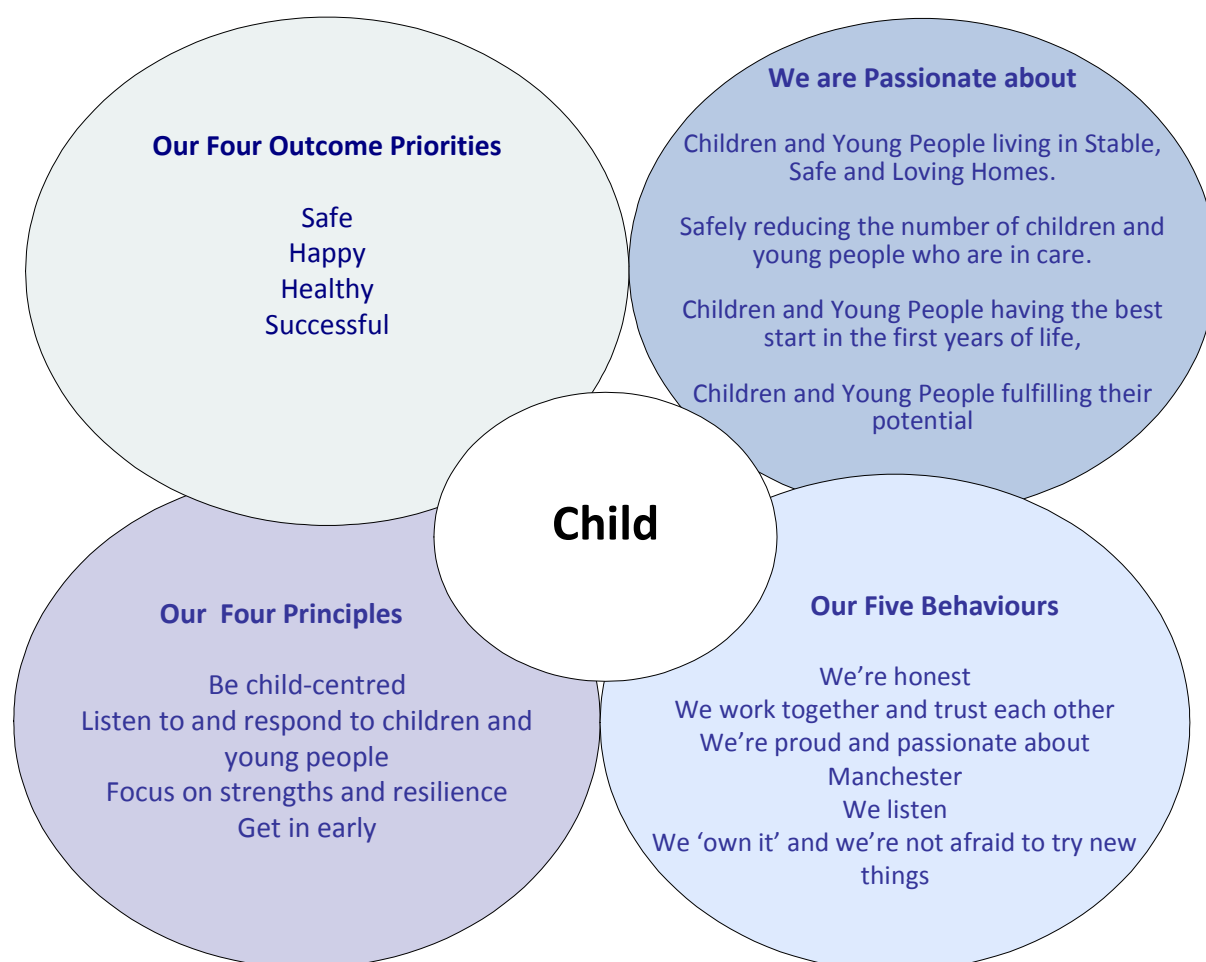 Our Four Outcome Priorities
Safe
Happy
Healthy
Successful
We are Passionate about
Children and Young People living in Stable,
Safe and Loving Homes.
Safely reducing the number of children and
young people who are in care.
Children and Young People having the best
start in the first years of life,
Children and Young People fulfilling their
potential
Child
Our Four Principles
Be child-centred
Listen to and respond to children and
young people
Focus on strengths and resilience
Get in early
Our Five Behaviours
We’re honest
We work together and trust each other
We’re proud and passionate about
Manchester
We listen
We ‘own it’ and we’re not afraid to try new
things